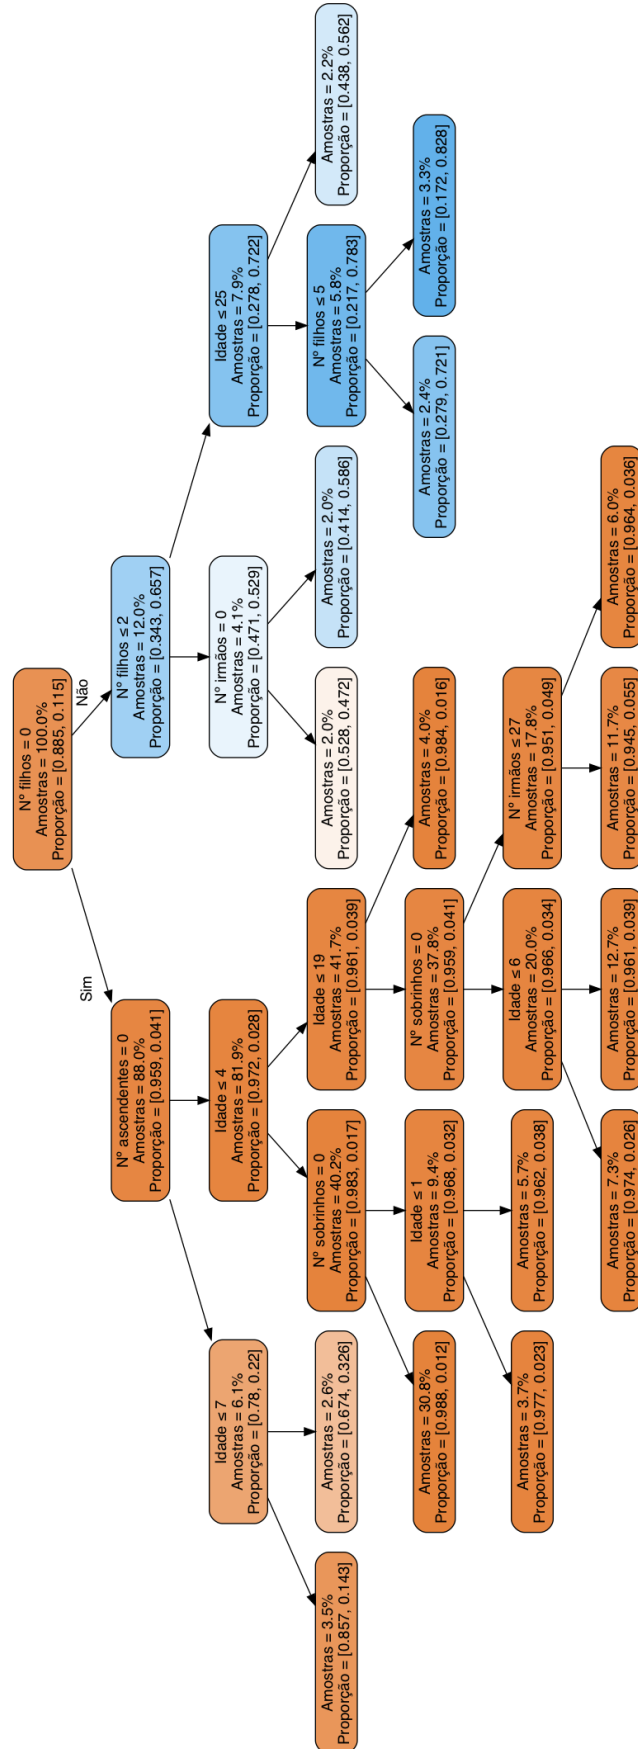 Nº filhos = 0
Amostras = 100.0%
Proporção = [0.885, 0.115]
Sim
Não
Nº ascendentes = 0
Amostras = 88.0%
Proporção = [0.959, 0.041]
Nº filhos ≤ 2
Amostras = 12.0%
Proporção = [0.343, 0.657]
Idade ≤ 7
Amostras = 6.1%
Proporção = [0.78, 0.22]
Idade ≤ 4
Amostras = 81.9%
Proporção = [0.972, 0.028]
Nº irmãos = 0
Amostras = 4.1%
Proporção = [0.471, 0.529]
Idade ≤ 25
Amostras = 7.9%
Proporção = [0.278, 0.722]
Amostras = 3.5%
Proporção = [0.857, 0.143]
Amostras = 2.6%
Proporção = [0.674, 0.326]
Nº sobrinhos = 0
Amostras = 40.2%
Proporção = [0.983, 0.017]
Idade ≤ 19
Amostras = 41.7%
Proporção = [0.961, 0.039]
Amostras = 2.0%
Proporção = [0.528, 0.472]
Amostras = 2.0%
Proporção = [0.414, 0.586]
Nº filhos ≤ 5
Amostras = 5.8%
Proporção = [0.217, 0.783]
Amostras = 2.2%
Proporção = [0.438, 0.562]
Amostras = 30.8%
Proporção = [0.988, 0.012]
Idade ≤ 1
Amostras = 9.4%
Proporção = [0.968, 0.032]
Nº sobrinhos = 0
Amostras = 37.8%
Proporção = [0.959, 0.041]
Amostras = 4.0%
Proporção = [0.984, 0.016]
Amostras = 2.4%
Proporção = [0.279, 0.721]
Amostras = 3.3%
Proporção = [0.172, 0.828]
Amostras = 3.7%
Proporção = [0.977, 0.023]
Amostras = 5.7%
Proporção = [0.962, 0.038]
Idade ≤ 6
Amostras = 20.0%
Proporção = [0.966, 0.034]
Nº irmãos ≤ 27
Amostras = 17.8%
Proporção = [0.951, 0.049]
Amostras = 7.3%
Proporção = [0.974, 0.026]
Amostras = 12.7%
Proporção = [0.961, 0.039]
Amostras = 11.7%
Proporção = [0.945, 0.055]
Amostras = 6.0%
Proporção = [0.964, 0.036]